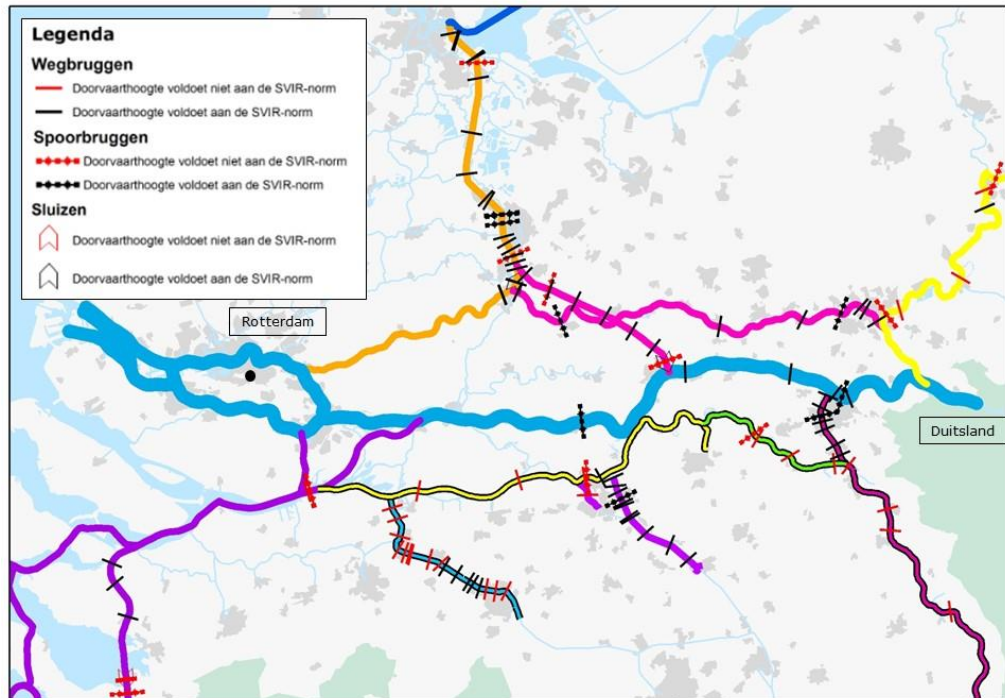 Legenda
Wegbruggen
Doorvaarthoogte voldoet niet aan de SVIR-norm
Doorvaarthoogte voldoet aan de SVIR-norm
Spoorbruggen
Doorvaarthoogte voldoet niet aan de SVIR-norm
Doorvaarthoogte voldoet aan de SVIR-norm
Sluizen
Doorvaarthoogte voldoet niet aan de SVIR-norm
Doorvaarthoogte voldoet aan de SVIR-norm
Rotterdam
Duitsland